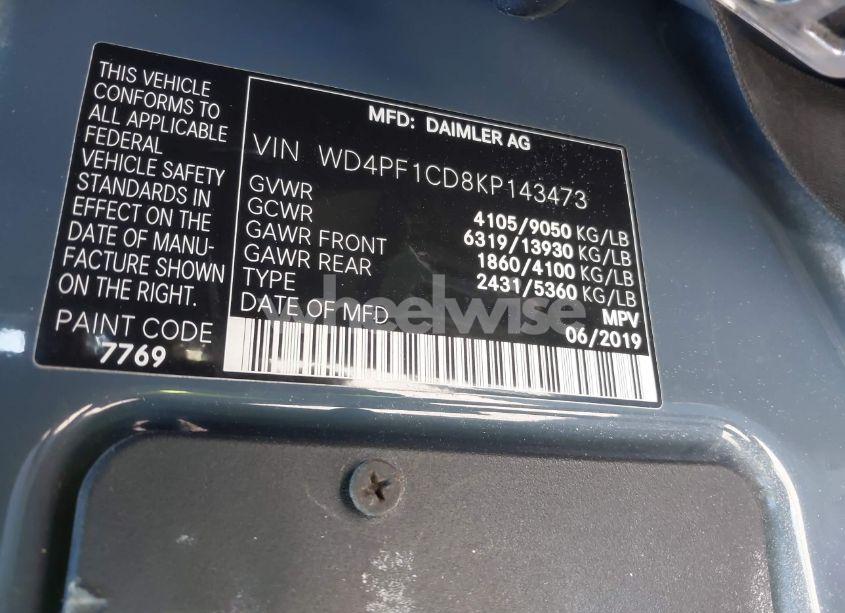 THIS VEHICLE
CONFORMS TO
ALL APPLICABLE
FEDERAL
VEHICLE SAFETY
STANDARDS IN
EFFECT ON THE
DATE OF MANU-
FACTURE SHOWN
ON THE RIGHT.
PAINT CODE
7769
MFD: DAIMLER AG
VIN WD4PF1CD8KP143473
GVWR 4105/9050 KG/LB
GCWR 6319/13930 KG/LB
GAWR FRONT 1860/4100 KG/LB
GAWR REAR 2431/5360 KG/LB
TYPE MPV
DATE OF MFD 06/2019
wheelwise